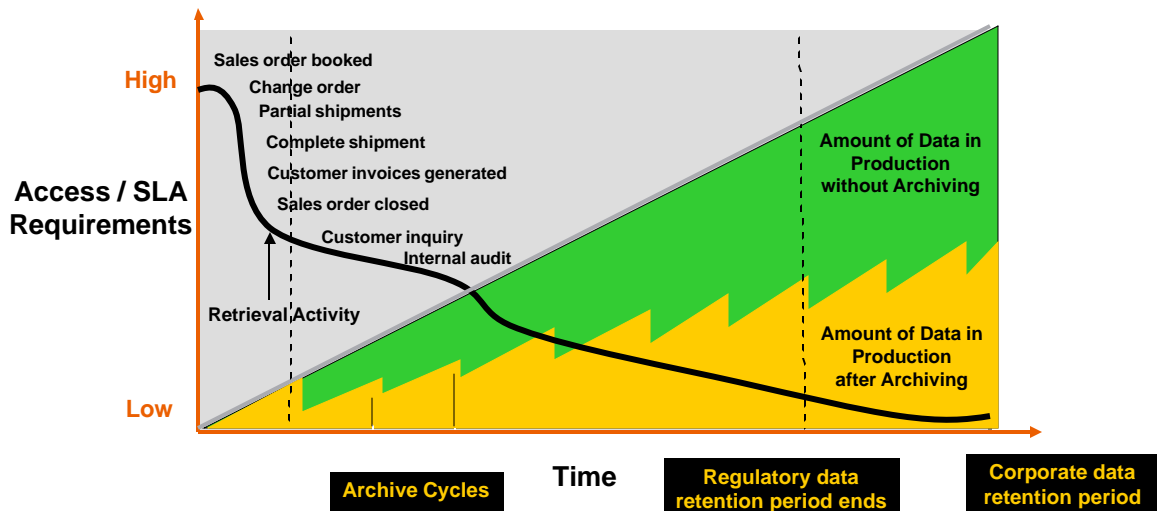 Sales order booked
High
Change order
Partial shipments
Complete shipment
Amount of Data in
Production
without Archiving
Customer invoices generated
Access / SLA
Requirements
Sales order closed
Customer inquiry
Internal audit
Retrieval Activity
Amount of Data in
Production
after Archiving
Low
Time
Archive Cycles
Regulatory data
retention period ends
Corporate data
retention period